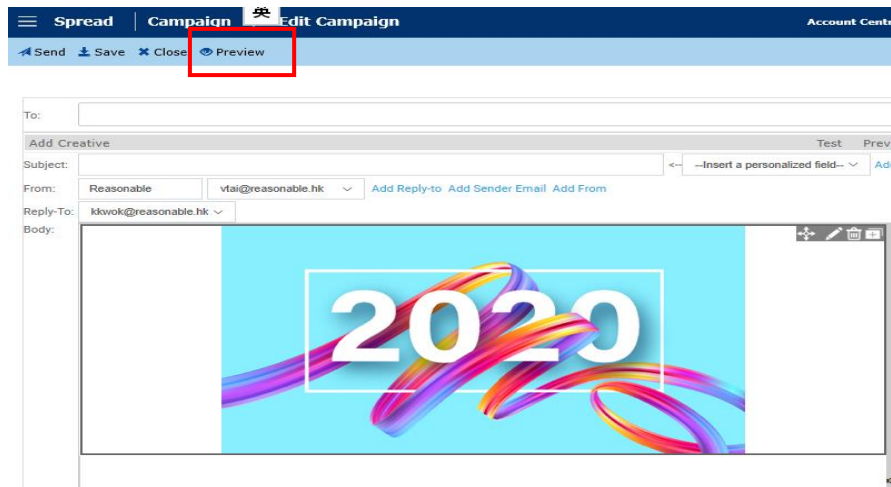 Spread Campaign Edit Campaign Account Centr
英
Send Save Close Preview
To:
Add Creative Test Prev
Subject: <-- --Insert a personalized field-- Ad
From: Reasonable vtai@reasonable.hk Add Reply-to Add Sender Email Add From
Reply-To: kkwok@reasonable.hk
Body:
2020